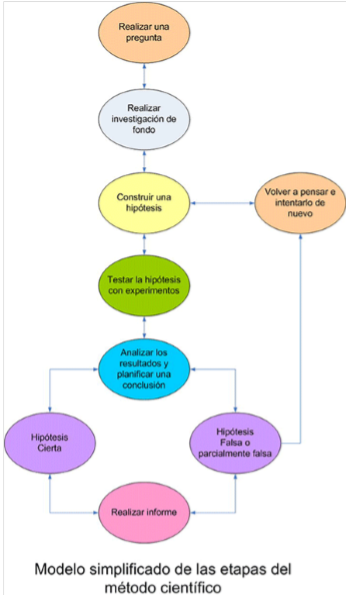 Realizar una
pregunta
Realizar
investigación de
fondo
Construir una
hipótesis
Volver a pensar e
intentarlo de
nuevo
Testar la hipótesis
con experimentos
Analizar los
resultados y
planificar una
conclusión
Hipótesis
Cierta
Hipótesis
Falsa o
parcialmente falsa
Realizar informe
Modelo simplificado de las etapas del
método científico